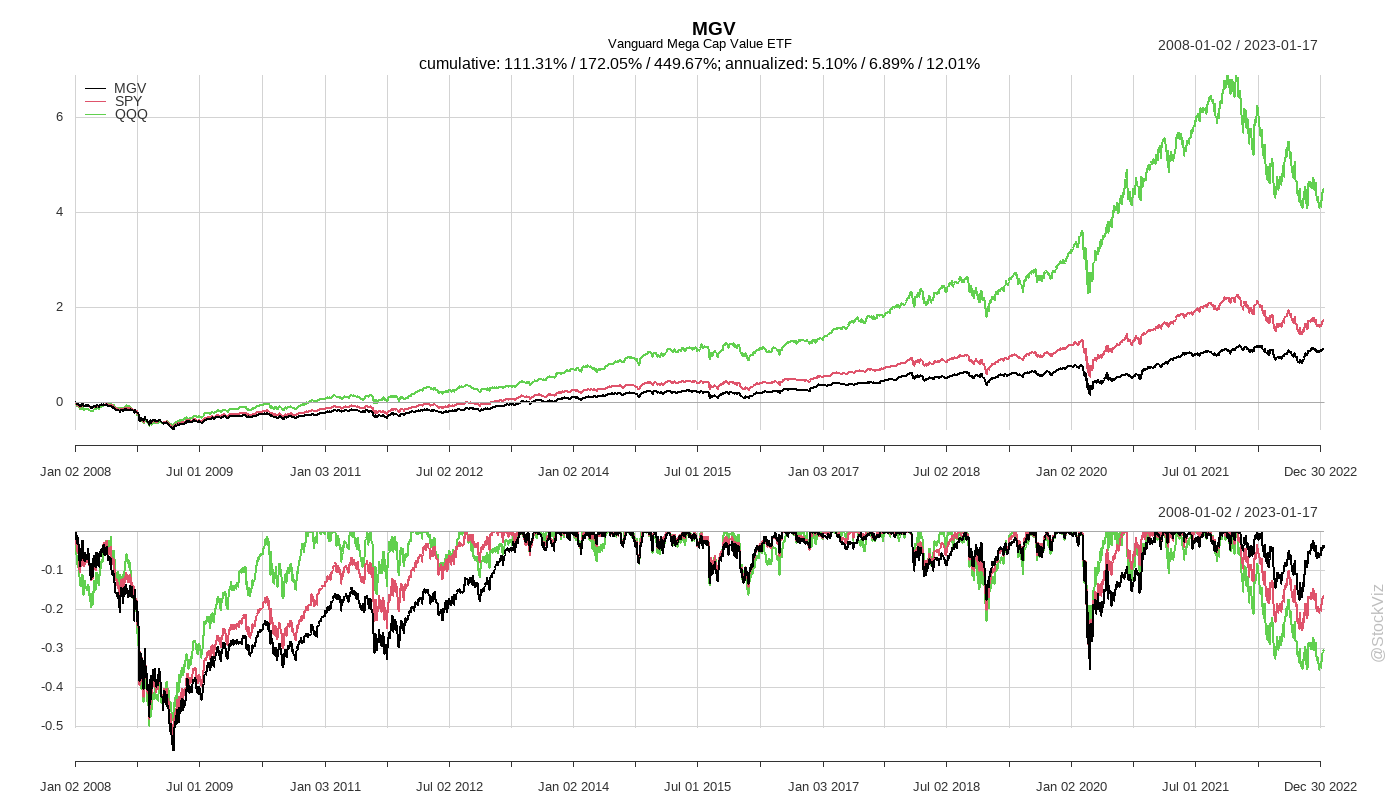 MGV
Vanguard Mega Cap Value ETF
2008-01-02 / 2023-01-17
cumulative: 111.31% / 172.05% / 449.67%; annualized: 5.10% / 6.89% / 12.01%
MGV
SPY
QQQ
6
4
2
0
Jan 02 2008 Jul 01 2009 Jan 03 2011 Jul 02 2012 Jan 02 2014 Jul 01 2015 Jan 03 2017 Jul 02 2018 Jan 02 2020 Jul 01 2021 Dec 30 2022
2008-01-02 / 2023-01-17
-0.1
-0.2
-0.3
-0.4
-0.5
Jan 02 2008 Jul 01 2009 Jan 03 2011 Jul 02 2012 Jan 02 2014 Jul 01 2015 Jan 03 2017 Jul 02 2018 Jan 02 2020 Jul 01 2021 Dec 30 2022
@StockViz